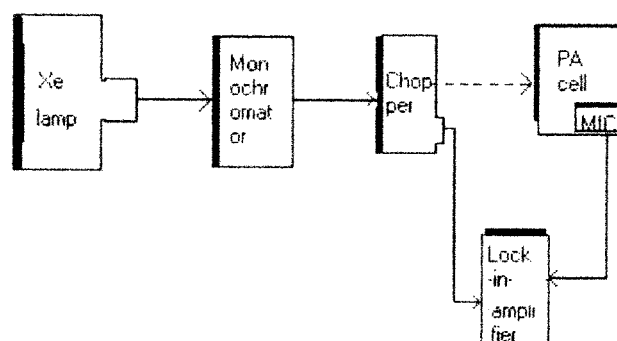 Xe
lamp
Mon
ochr
omat
or
Chop
per
PA
cell
MIC
Lock
-in-
ampli
fier